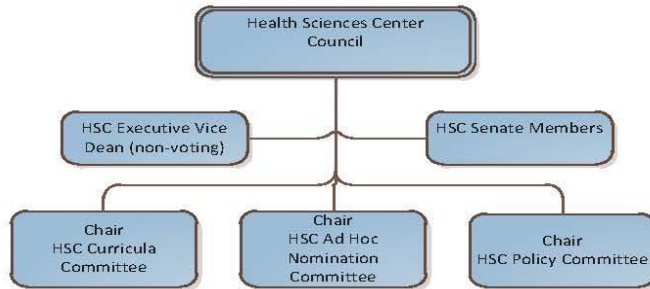 Health Sciences Center
Council
HSC Executive Vice
Dean (non-voting)
HSC Senate Members
Chair
HSC Curricula
Committee
Chair
HSC Ad Hoc
Nomination
Committee
Chair
HSC Policy Committee